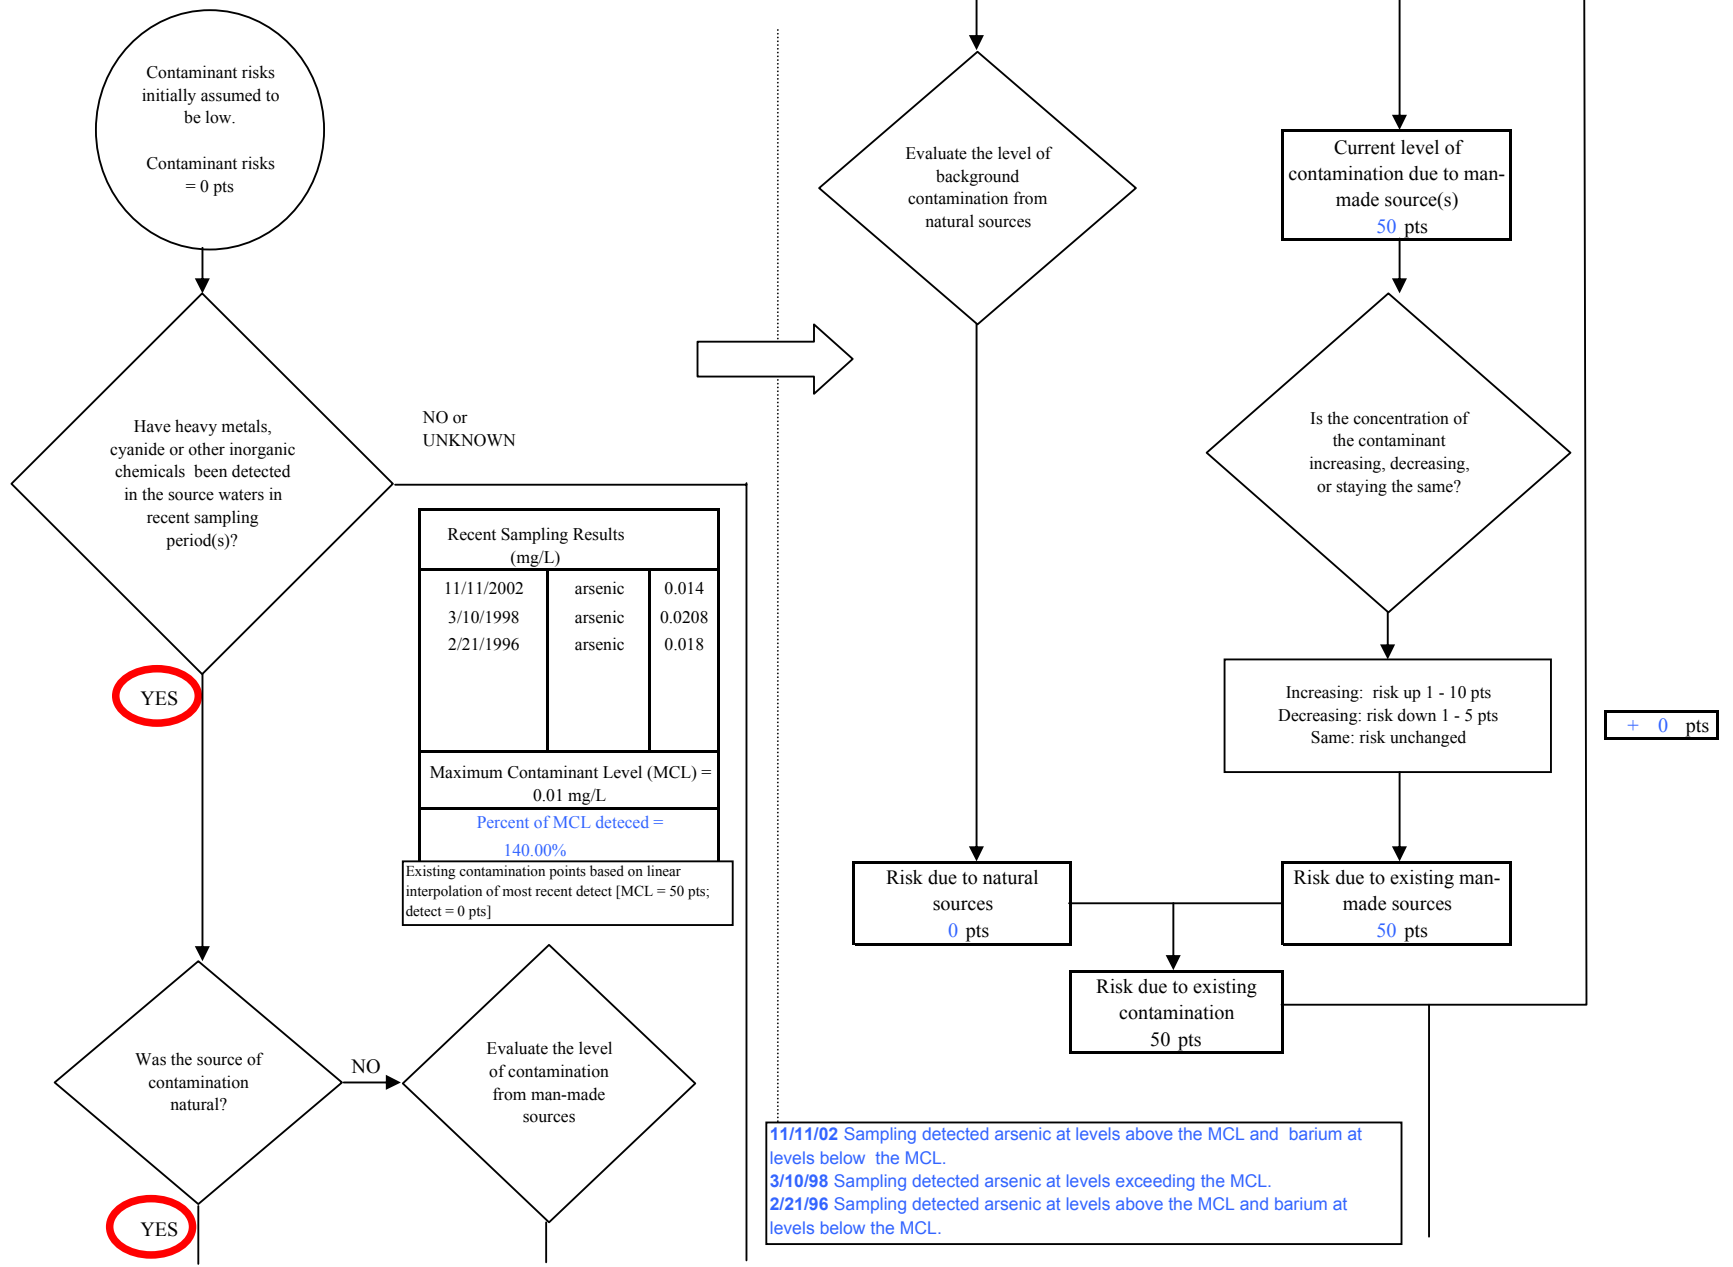 Contaminant risks
initially assumed to
be low.
Contaminant risks
= 0 pts
Have heavy metals,
cyanide or other inorganic
chemicals been detected
in the source waters in
recent sampling
period(s)?
NO or
UNKNOWN
YES
Recent Sampling Results
(mg/L)
11/11/2002 arsenic 0.014
3/10/1998 arsenic 0.0208
2/21/1996 arsenic 0.018
Maximum Contaminant Level (MCL) =
0.01 mg/L
Percent of MCL deteced =
140.00%
Existing contamination points based on linear
interpolation of most recent detect [MCL = 50 pts;
detect = 0 pts]
Was the source of
contamination
natural?
NO
YES
Evaluate the level
of contamination
from man-made
sources
Evaluate the level of
background
contamination from
natural sources
Current level of
contamination due to man-
made source(s)
50 pts
Is the concentration of
the contaminant
increasing, decreasing,
or staying the same?
Increasing: risk up 1 - 10 pts
Decreasing: risk down 1 - 5 pts
Same: risk unchanged
+ 0 pts
Risk due to natural
sources
0 pts
Risk due to existing man-
made sources
50 pts
Risk due to existing
contamination
50 pts
11/11/02 Sampling detected arsenic at levels above the MCL and barium at
levels below the MCL.
3/10/98 Sampling detected arsenic at levels exceeding the MCL.
2/21/96 Sampling detected arsenic at levels above the MCL and barium at
levels below the MCL.